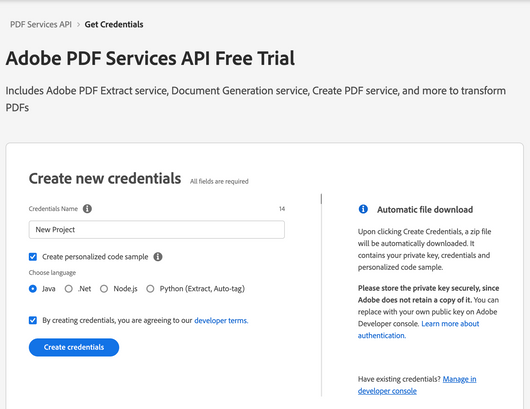 PDF Services API > Get Credentials
Adobe PDF Services API Free Trial
Includes Adobe PDF Extract service, Document Generation service, Create PDF service, and more to transform
PDFs
Create new credentials All fields are required
Credentials Name 14
New Project
Create personalized code sample
Choose language
Java .Net Node.js Python (Extract, Auto-tag)
By creating credentials, you are agreeing to our developer terms.
Create credentials
Automatic file download
Upon clicking Create Credentials, a zip file
will be automatically downloaded. It
contains your private key, credentials and
personalized code sample.
Please store the private key securely, since
Adobe does not retain a copy of it. You can
replace with your own public key on Adobe
Developer console. Learn more about
authentication.
Have existing credentials? Manage in
developer console